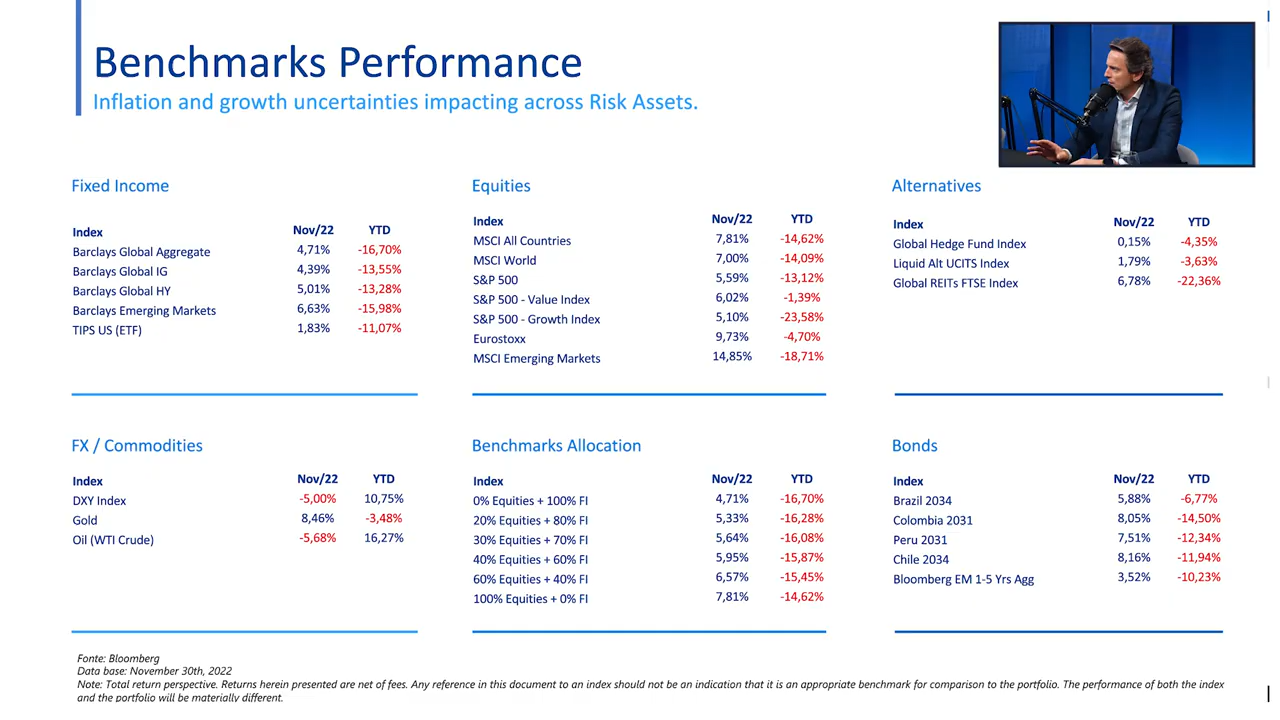 Benchmarks Performance
Inflation and growth uncertainties impacting across Risk Assets.
Fixed Income
Index Nov/22 YTD
Barclays Global Aggregate 4,71% -16,70%
Barclays Global IG 4,39% -13,55%
Barclays Global HY 5,01% -13,28%
Barclays Emerging Markets 6,63% -15,98%
TIPS US (ETF) 1,83% -11,07%
Equities
Index Nov/22 YTD
MSCI All Countries 7,81% -14,62%
MSCI World 7,00% -14,09%
S&P 500 5,59% -13,12%
S&P 500 - Value Index 6,02% -1,39%
S&P 500 - Growth Index 5,10% -23,58%
Eurostoxx 9,73% -4,70%
MSCI Emerging Markets 14,85% -18,71%
Alternatives
Index Nov/22 YTD
Global Hedge Fund Index 0,15% -4,35%
Liquid Alt UCITS Index 1,79% -3,63%
Global REITs FTSE Index 6,78% -22,36%
FX / Commodities
Index Nov/22 YTD
DXY Index -5,00% 10,75%
Gold 8,46% -3,48%
Oil (WTI Crude) -5,68% 16,27%
Benchmarks Allocation
Index Nov/22 YTD
0% Equities + 100% FI 4,71% -16,70%
20% Equities + 80% FI 5,33% -16,28%
30% Equities + 70% FI 5,64% -16,08%
40% Equities + 60% FI 5,95% -15,87%
60% Equities + 40% FI 6,57% -15,45%
100% Equities + 0% FI 7,81% -14,62%
Bonds
Index Nov/22 YTD
Brazil 2034 5,88% -6,77%
Colombia 2031 8,05% -14,50%
Peru 2031 7,51% -12,34%
Chile 2034 8,16% -11,94%
Bloomberg EM 1-5 Yrs Agg 3,52% -10,23%
Fonte: Bloomberg
Data base: November 30th, 2022
Note: Total return perspective. Returns herein presented are net of fees. Any reference in this document to an index should not be an indication that it is an appropriate benchmark for comparison to the portfolio. The performance of both the index
and the portfolio will be materially different.